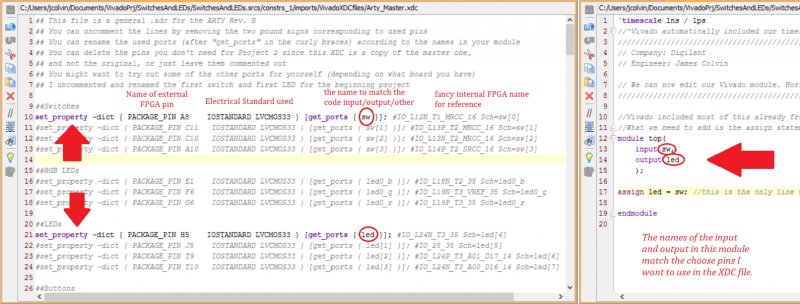 C:/Users/jcolvin/Documents/VivadoPrj/SwitchesAndLEDs/SwitchesAndLEDs.srcs/constrs_1/imports/VivadoXDCfiles/Arty_Master.xdc
1 ## This file is a general .xdc for the ARTY Rev. B
2 ## You can uncomment the lines by removing the two pound signs corresponding to used pins
3 ## You can rename the used ports (after "get_ports" in the curly braces) according to the names in your module
4 ## You can delete the pins you don't need for Project 1 since this XDC is a copy of the master one,
5 ## and not the original, or just leave them commented out
6 ## You might to try out some of the other ports for yourself (depending on what board you have)
7 ## I uncommented and renamed the first switch and first LED for the beginning project
8
Name of external FPGA pin
Electrical Standard used
the name to match the code input/output/other
fancy internal FPGA name for reference
9 ##Switches
10 set_property -dict { PACKAGE_PIN A8 IOSTANDARD LVCMOS33 } [get_ports { sw }]; #IO_L12N_T1_MRCC_16 Sch=sw[0]
11 #set_property -dict { PACKAGE_PIN C11 IOSTANDARD LVCMOS33 } [get_ports { sw[1] }]; #IO_L13P_T2_MRCC_16 Sch=sw[1]
12 #set_property -dict { PACKAGE_PIN C10 IOSTANDARD LVCMOS33 } [get_ports { sw[2] }]; #IO_L13N_T2_MRCC_16 Sch=sw[2]
13 #set_property -dict { PACKAGE_PIN A10 IOSTANDARD LVCMOS33 } [get_ports { sw[3] }]; #IO_L14P_T2_SRCC_16 Sch=sw[3]
14
15 ##RGB LEDs
16 #set_property -dict { PACKAGE_PIN E1 IOSTANDARD LVCMOS33 } [get_ports { led0_b }]; #IO_L18N_T2_35 Sch=led0_b
17 #set_property -dict { PACKAGE_PIN F6 IOSTANDARD LVCMOS33 } [get_ports { led0_g }]; #IO_L19N_T3_VREF_35 Sch=led0_g
18 #set_property -dict { PACKAGE_PIN G6 IOSTANDARD LVCMOS33 } [get_ports { led0_r }]; #IO_L19P_T3_35 Sch=led0_r
19
20 ##LEDs
21 set_property -dict { PACKAGE_PIN H5 IOSTANDARD LVCMOS33 } [get_ports { led }]; #IO_L24N_T3_35 Sch=led[4]
22 #set_property -dict { PACKAGE_PIN J5 IOSTANDARD LVCMOS33 } [get_ports { led[1] }]; #IO_25_35 Sch=led[5]
23 #set_property -dict { PACKAGE_PIN T9 IOSTANDARD LVCMOS33 } [get_ports { led[2] }]; #IO_L24P_T3_A01_D17_14 Sch=led[6]
24 #set_property -dict { PACKAGE_PIN T10 IOSTANDARD LVCMOS33 } [get_ports { led[3] }]; #IO_L24N_T3_A00_D16_14 Sch=led[7]
25
26 ##Buttons
C:/Users/jcolvin/Documents/VivadoPrj/Switc
1 `timescale 1ns / 1ps
2 //"Vivado automatically included our time
3 /////////////////////////////////////////
4 // Company: Digilent
5 // Engineer: James Colvin
6
7 // We can now edit our Vivado module. Hor
8 /////////////////////////////////////////
9
10 //Vivado included most of this already fr
11 //What we need to add is the assign statem
12 module top(
13 input sw,
14 output led
15 );
16
17 assign led = sw; //this is the only line
18
19 endmodule
The names of the input
and output in this module
match the choose pins I
want to use in the XDC file.